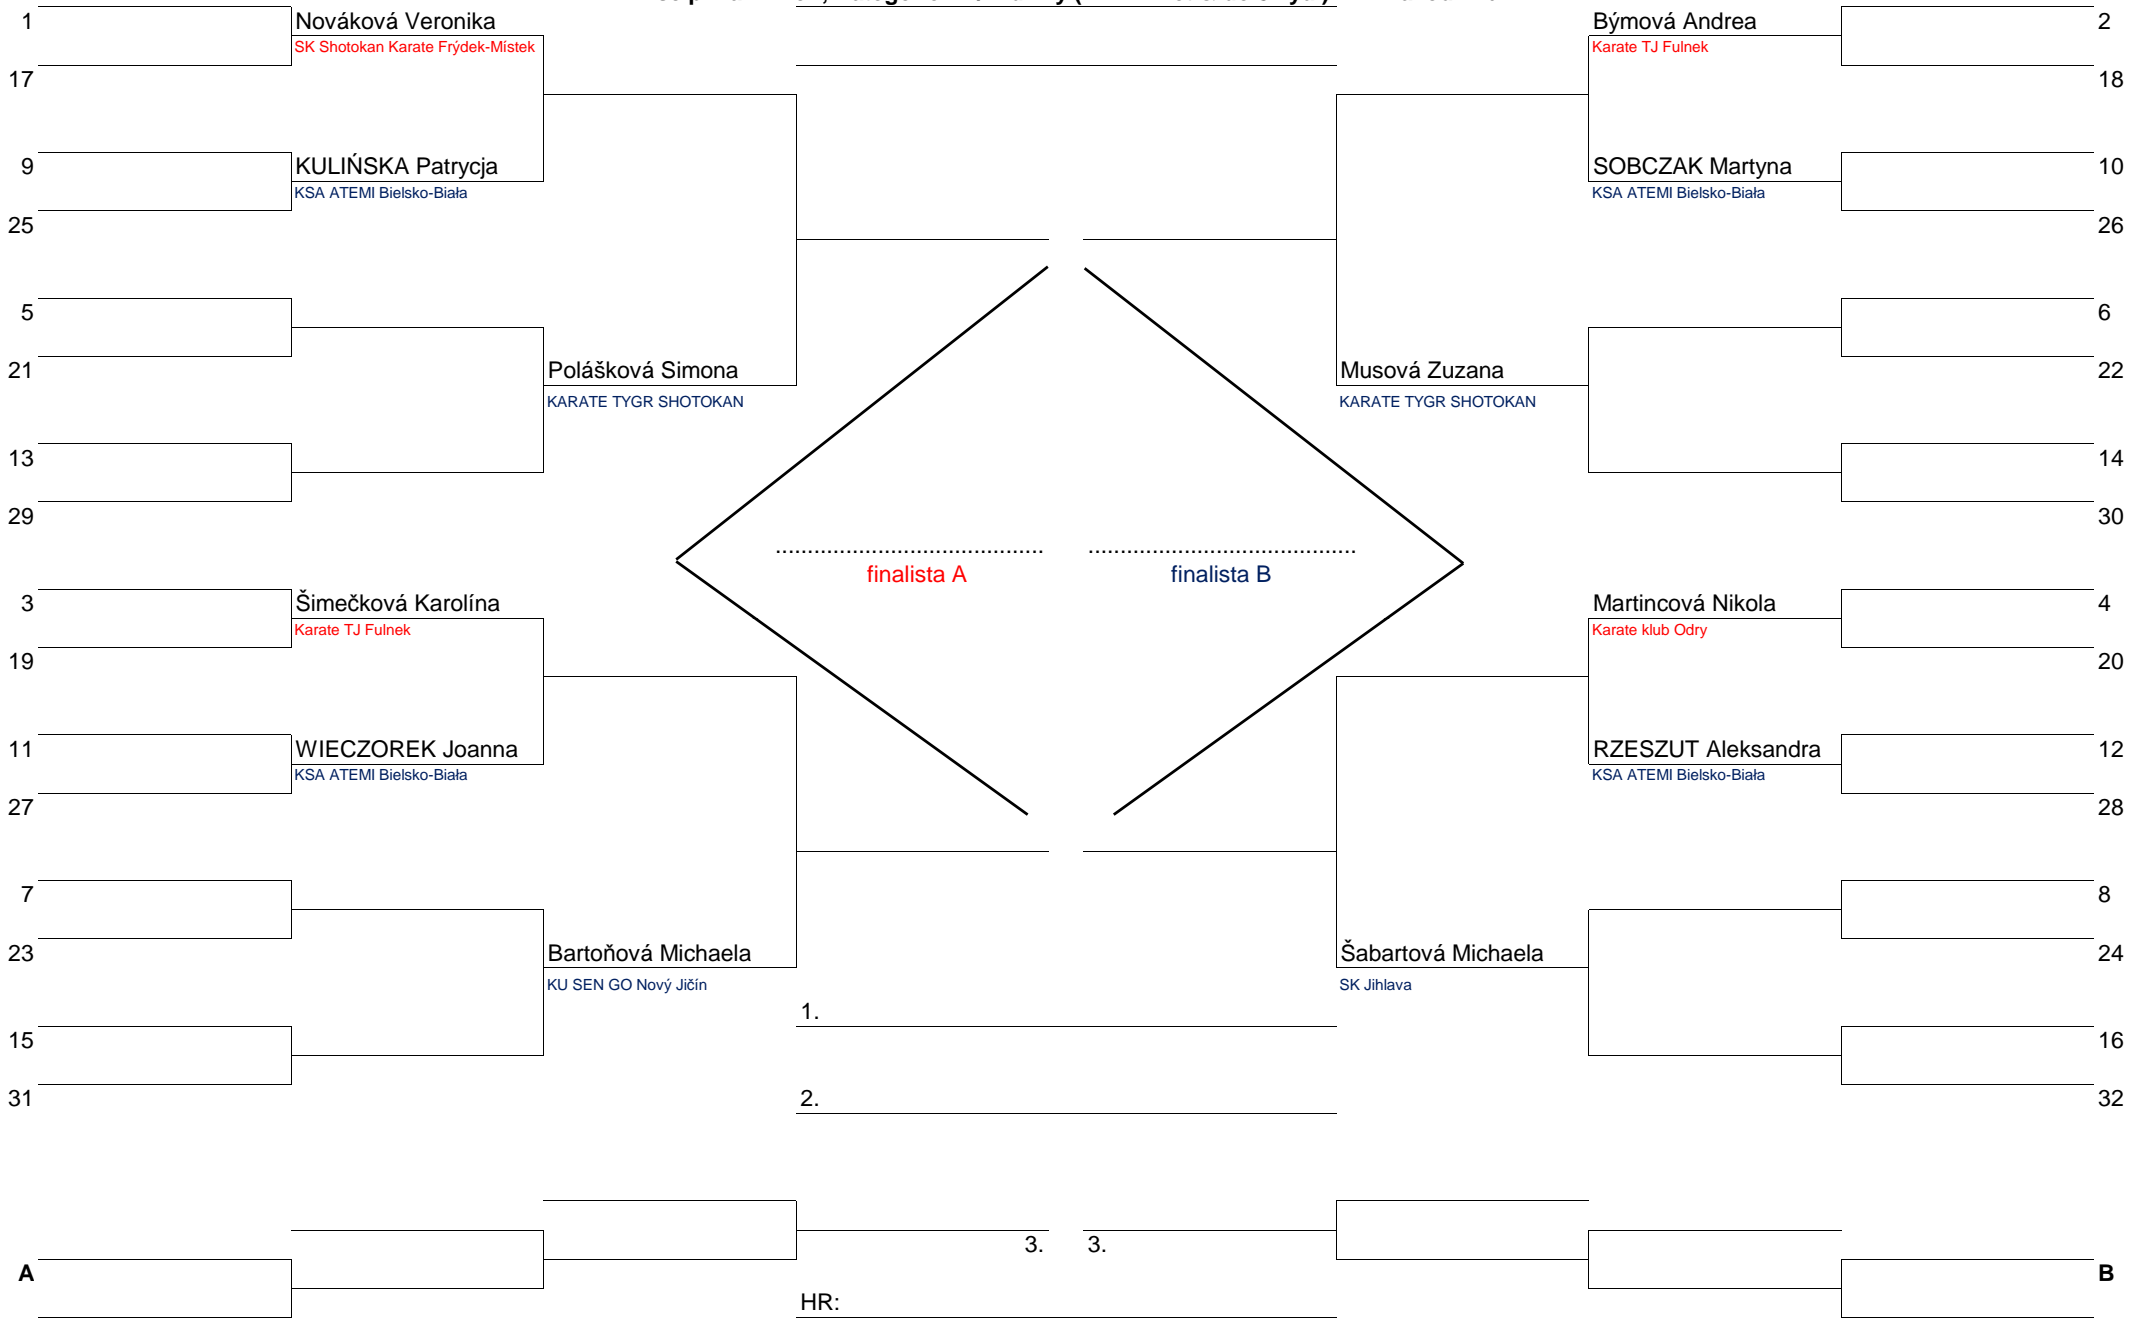 1
Nováková Veronika
Býmová Andrea
2
SK Shotokan Karate Frýdek-Místek
Karate TJ Fulnek
17
18
9
KULIŃSKA Patrycja
SOBCZAK Martyna
10
KSA ATEMI Bielsko-Biała
KSA ATEMI Bielsko-Biała
25
26
5
6
21
Polášková Simona
Musová Zuzana
22
KARATE TYGR SHOTOKAN
KARATE TYGR SHOTOKAN
13
14
29
30
finalista A
finalista B
3
Šimečková Karolína
Martincová Nikola
4
Karate TJ Fulnek
Karate klub Odry
19
20
11
WIECZOREK Joanna
RZESZUT Aleksandra
12
KSA ATEMI Bielsko-Biała
KSA ATEMI Bielsko-Biała
27
28
7
8
23
Bartoňová Michaela
Šabartová Michaela
24
KU SEN GO Nový Jičín
SK Jihlava
1.
15
16
31
2.
32
3.
3.
A
B
HR: